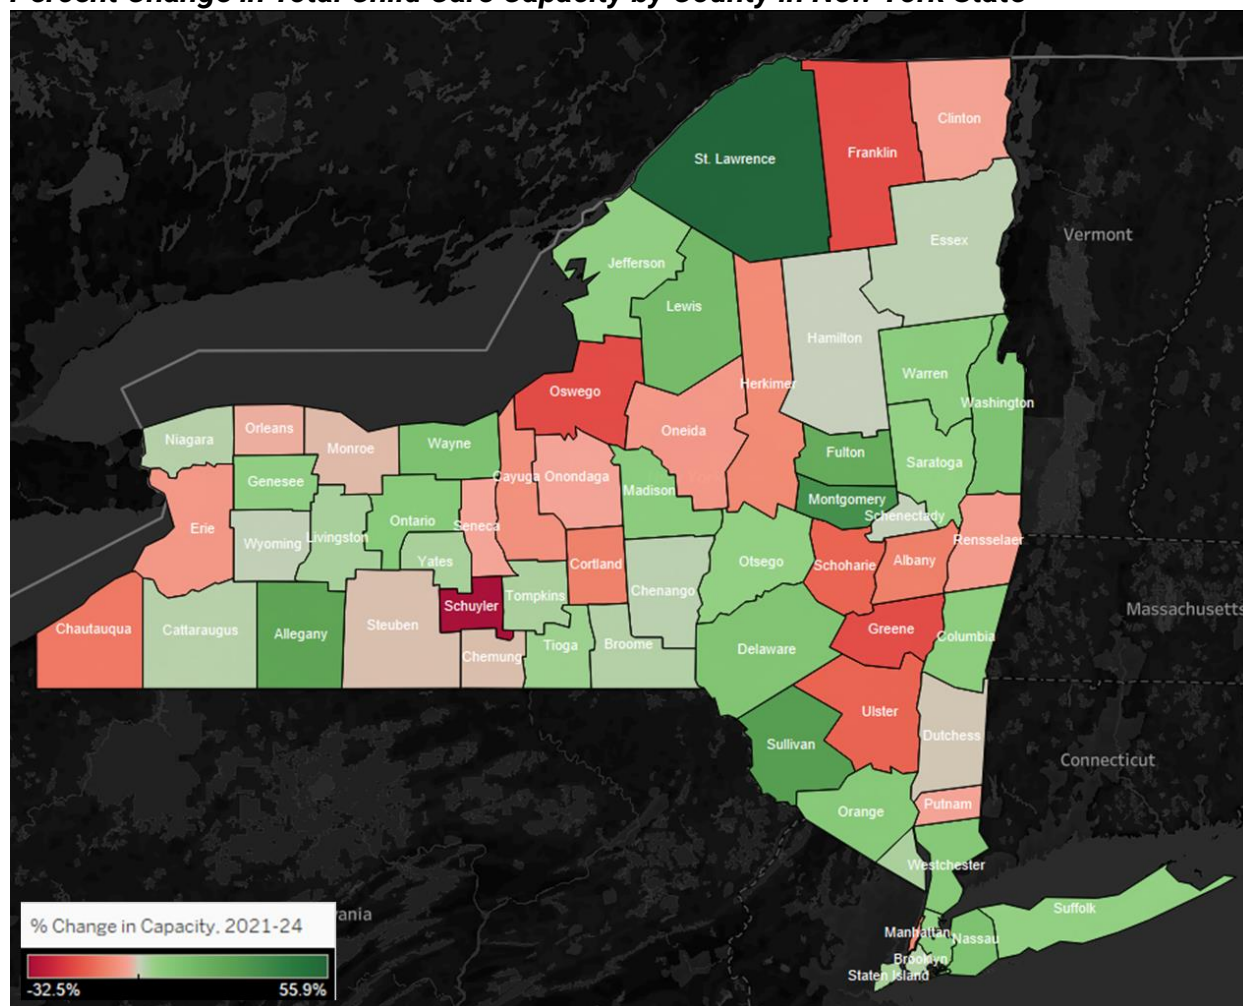 Percent Change in Total Child Care Capacity by County in New York State
Clinton
Franklin
St. Lawrence
Vermont
Essex
Jefferson
Lewis
Hamilton
Warren
Herkimer
Oswego
Washington
Orleans
Oneida
Niagara
Monroe
Wayne
Fulton
Saratoga
Cayuga
Onondaga
Genesee
Madison
Montgomery
Schenectady
Ontario
Seneca
Erie
Livingston
Wyoming
Rensselaer
Yates
Otsego
Cortland
Schoharie
Albany
Chenango
Tompkins
Schuyler
Massachusetts
Steuben
Chautauqua
Cattaraugus
Allegany
Greene
Columbia
Tioga
Broome
Delaware
Chemung
Ulster
Dutchess
Sullivan
Connecticut
Putnam
Orange
Westchester
Suffolk
vania
% Change in Capacity, 2021-24
Manhattan
Nassau
Brooklyn
Staten Island
-32.5%
55.9%